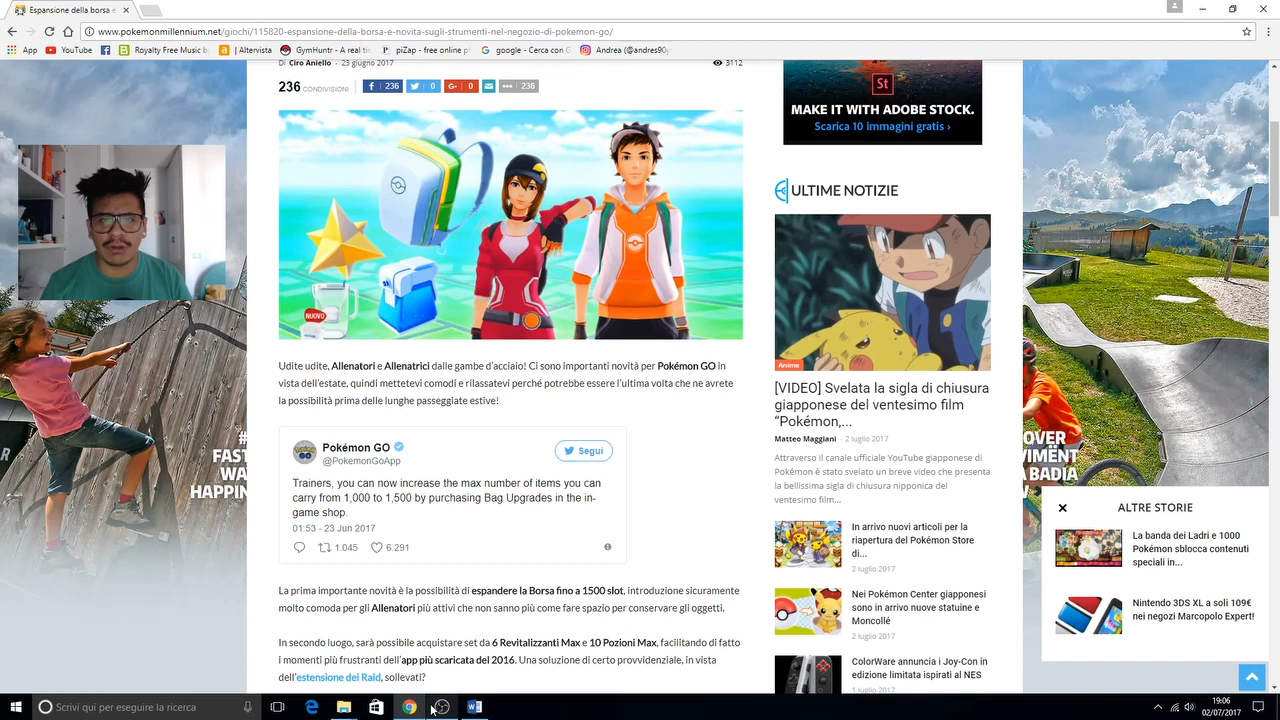 Espansione della borsa e
www.pokemonmillennium.net/giochi/115820-espansione-della-borsa-e-novita-sugli-strumenti-nel-negozio-di-pokemon-go/
App
YouTube
Royalty Free Music by
Altervista
GymHuntr - A real ti
piZap - free online pl
google - Cerca con G
Andrea (@andres90y
Di Ciro Aniello - 23 giugno 2017
3112
236 CONDIVISIONI
236
0
0
236
MAKE IT WITH ADOBE STOCK.
Scarica 10 immagini gratis ›
St
NUOVO
Udite udite, Allenatori e Allenatrici dalle gambe d'acciaio! Ci sono importanti novità per Pokémon GO in
vista dell'estate, quindi mettetevi comodi e rilassatevi perché potrebbe essere l'ultima volta che ne avrete
la possibilità prima delle lunghe passeggiate estive!
Pokémon GO
@PokemonGoApp
Segui
Trainers, you can now increase the max number of items you can
carry from 1,000 to 1,500 by purchasing Bag Upgrades in the in-
game shop.
01:53 - 23 Jun 2017
1.045
6.291
La prima importante novità è la possibilità di espandere la Borsa fino a 1500 slot, introduzione sicuramente
molto comoda per gli Allenatori più attivi che non sanno più come fare spazio per conservare gli oggetti.
In secondo luogo, sarà possibile acquistare set da 6 Revitalizzanti Max e 10 Pozioni Max, facilitando di fatto
i momenti più frustranti dell'app più scaricata del 2016. Una soluzione di certo provvidenziale, in vista
dell'estensione dei Raid, sollevati?
ULTIME NOTIZIE
Anime
[VIDEO] Svelata la sigla di chiusura
giapponese del ventesimo film
“Pokémon,...
Matteo Maggiani - 2 luglio 2017
Attraverso il canale ufficiale YouTube giapponese di
Pokémon è stato svelato un breve video che presenta
la bellissima sigla di chiusura nipponica del
ventesimo film...
In arrivo nuovi articoli per la
riapertura del Pokémon Store
di...
2 luglio 2017
Nei Pokémon Center giapponesi
sono in arrivo nuove statuine e
Moncollé
2 luglio 2017
ColorWare annuncia i Joy-Con in
edizione limitata ispirati al NES
1 luglio 2017
FAST
WA
HAPPIN
OVER
VIMËNT
A BADIA
ALTRE STORIE
La banda dei Ladri e 1000
Pokémon sblocca contenuti
speciali in...
Nintendo 3DS XL a soli 109€
nei negozi Marcopolo Expert!
Scrivi qui per eseguire la ricerca
19:06
02/07/2017